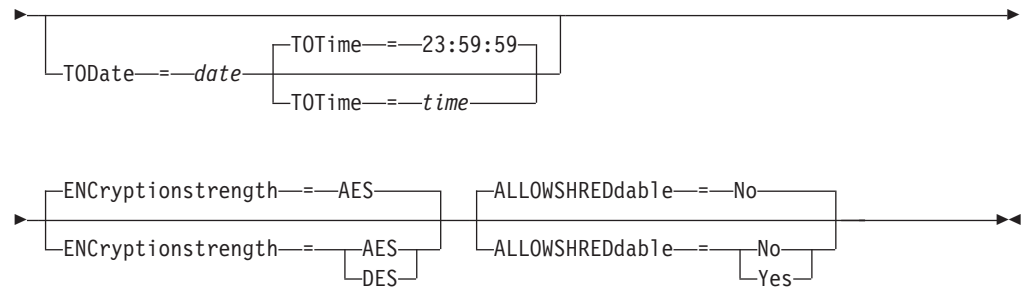 TOTime = 23:59:59
TODate = date
TOTime = time
ENCryptionstrength = AES ALLOWSHREDdable = No
ENCryptionstrength = AES ALLOWSHREDdable = No
DES Yes